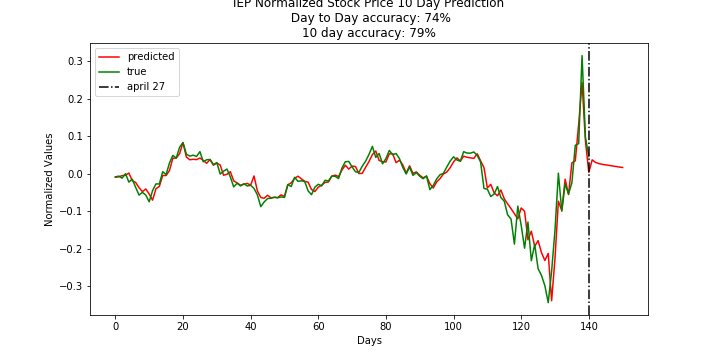 IEP Normalized Stock Price 10 Day Prediction
Day to Day accuracy: 74%
10 day accuracy: 79%
predicted
true
april 27
Normalized Values
0.3
0.2
0.1
0.0
−0.1
−0.2
−0.3
0 20 40 60 80 100 120 140
Days